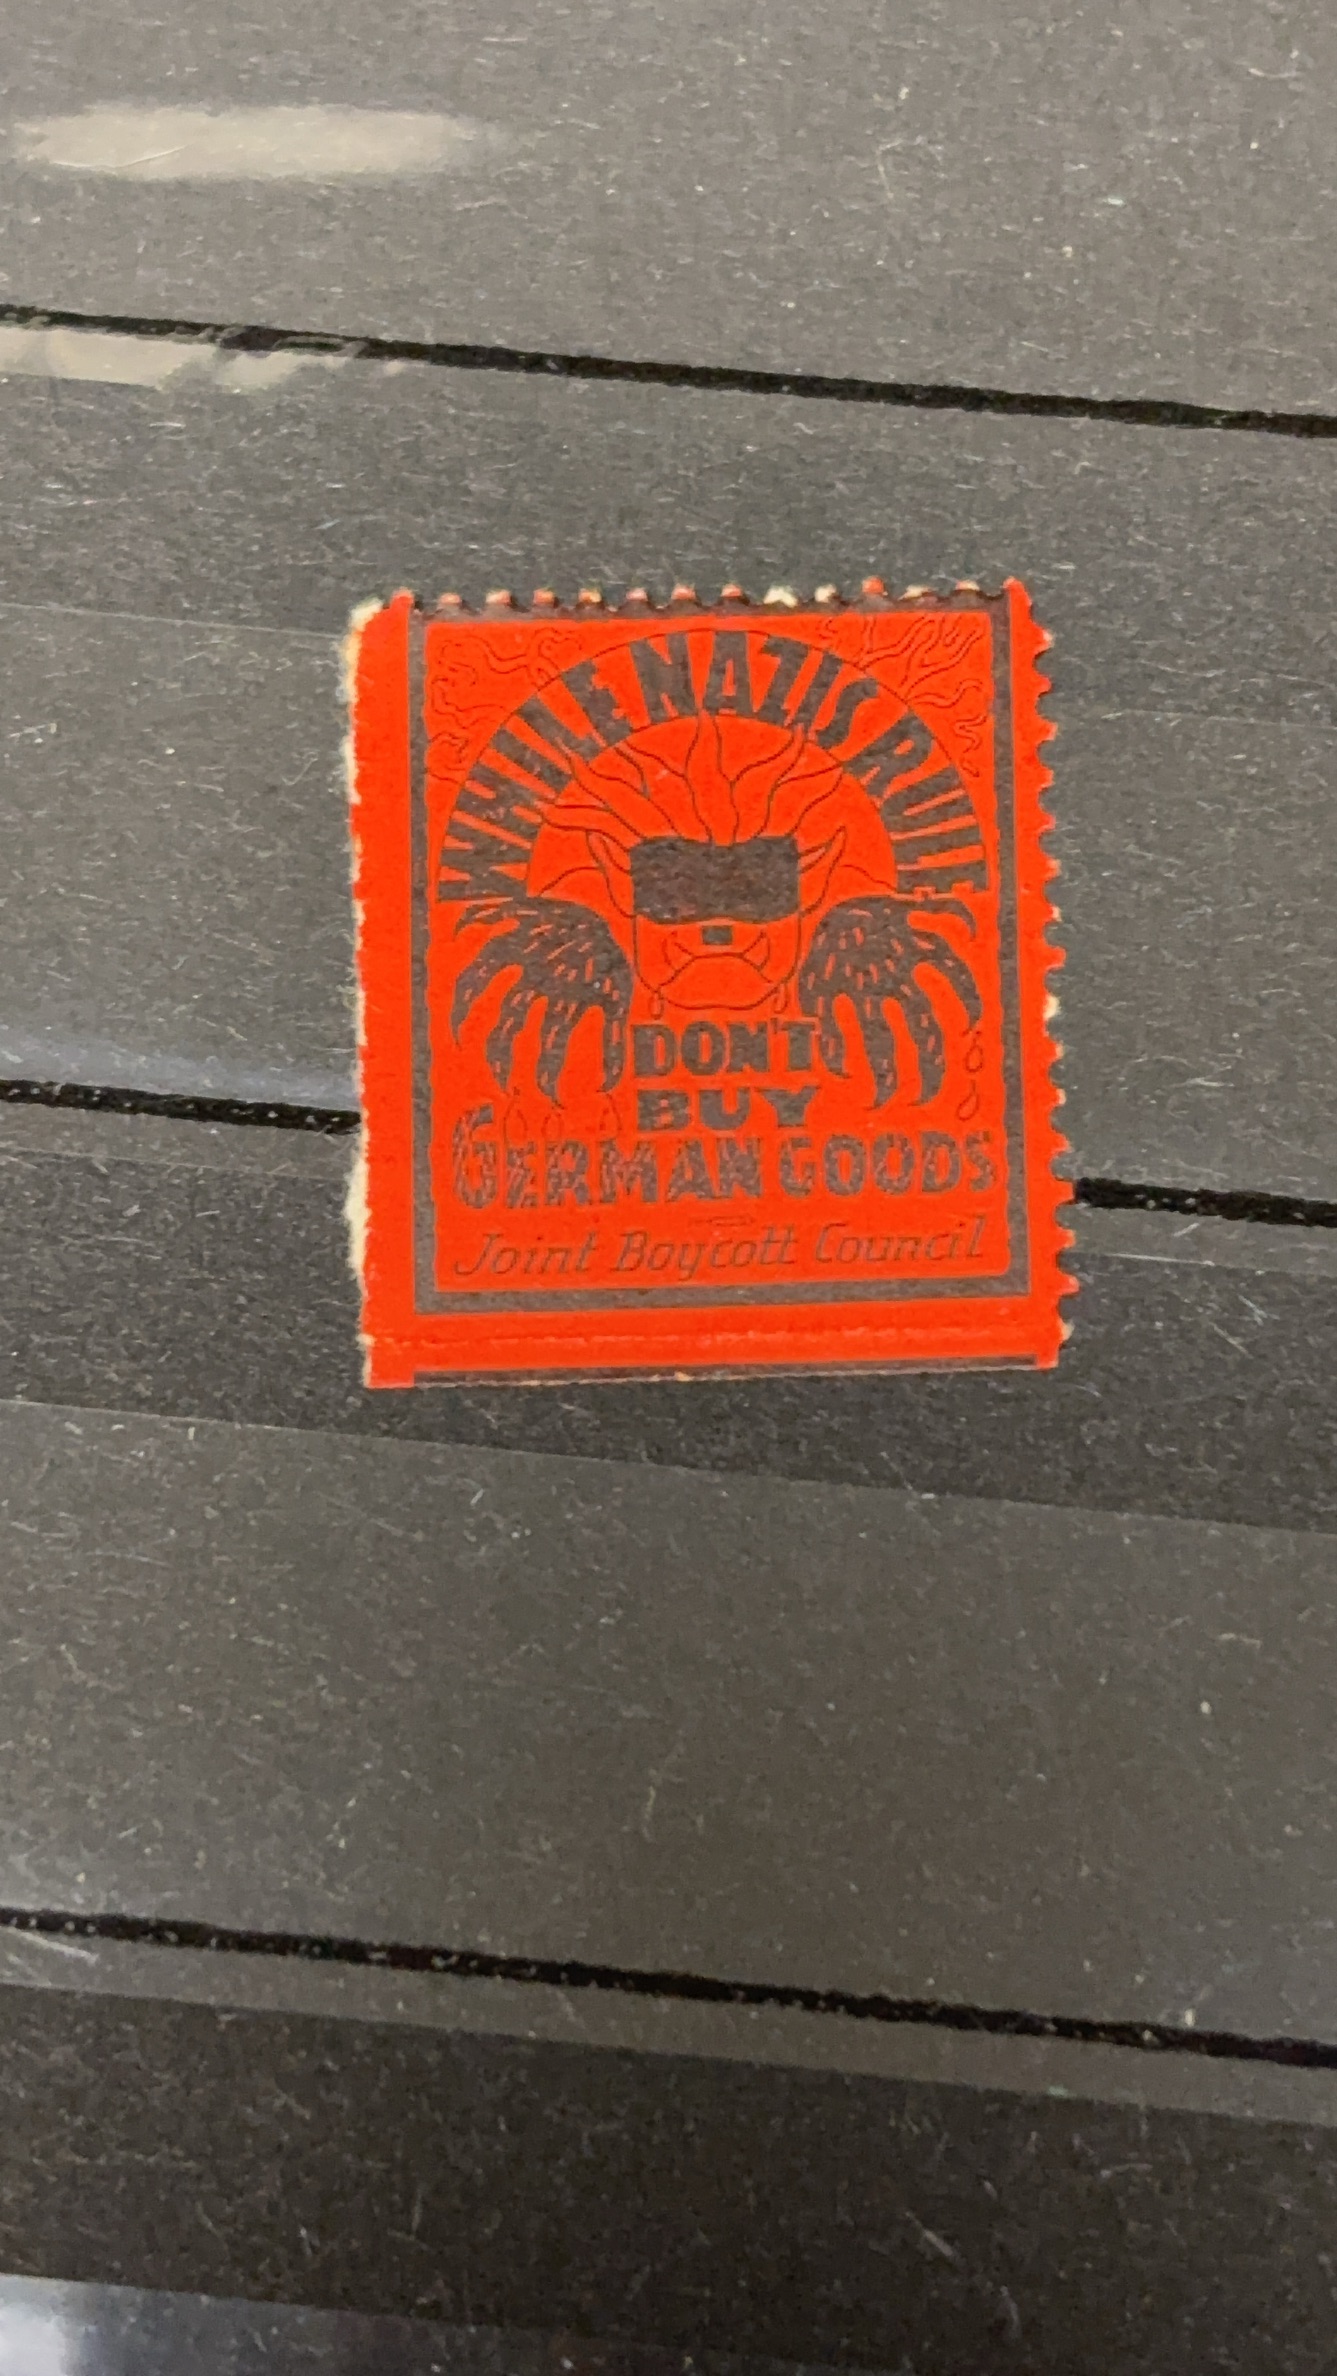 WHILE NAZIS RULE
DON'T
BUY
GERMAN GOODS
Joint Boycott Council